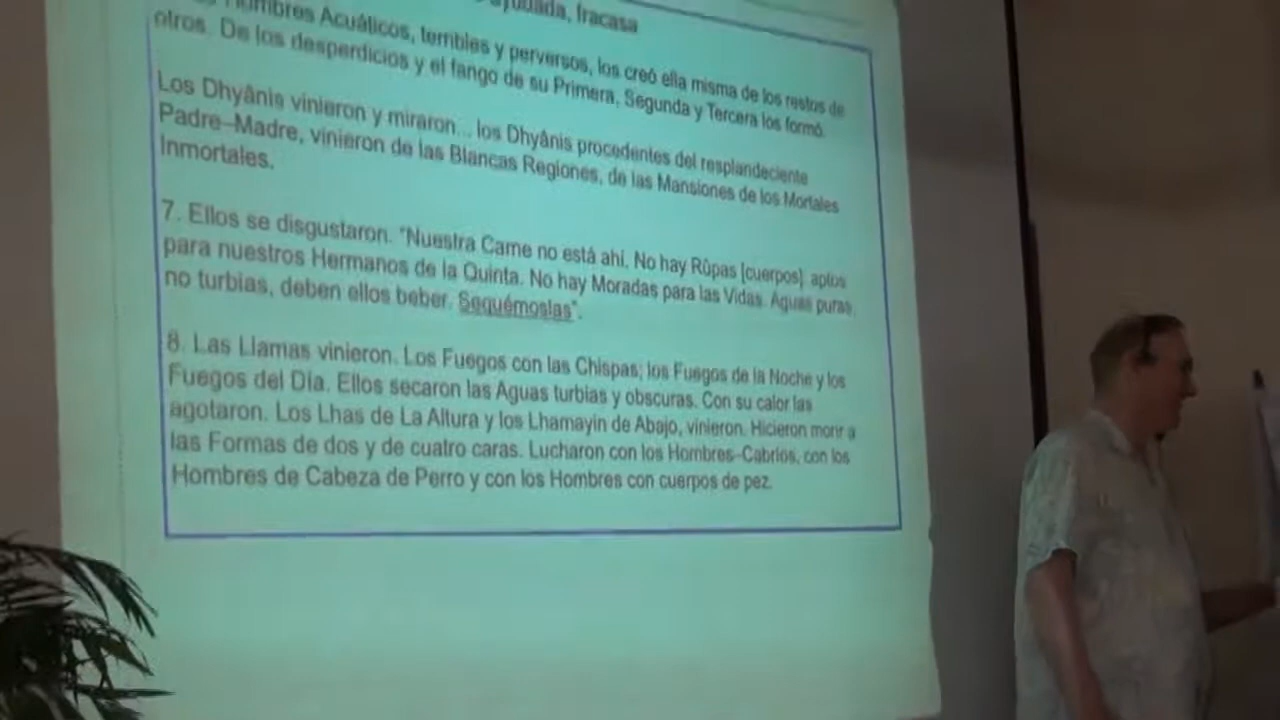 ayudada, fracasa
Hombres Acuáticos, terribles y perversos, los creó ella misma de los restos de
otros. De los desperdicios y el fango de su Primera, Segunda y Tercera los formó.
Los Dhyânis vinieron y miraron... los Dhyânis procedentes del resplandeciente
Padre–Madre, vinieron de las Blancas Regiones, de las Mansiones de los Mortales
Inmortales.
7. Ellos se disgustaron. "Nuestra Carne no está ahí. No hay Rûpas [cuerpos] aptos
para nuestros Hermanos de la Quinta. No hay Moradas para las Vidas. Aguas puras,
no turbias, deben ellos beber. Sequémoslas".
8. Las Llamas vinieron. Los Fuegos con las Chispas; los Fuegos de la Noche y los
Fuegos del Día. Ellos secaron las Aguas turbias y obscuras. Con su calor las
agotaron. Los Lhas de La Altura y los Lhamayin de Abajo, vinieron. Hicieron morir a
las Formas de dos y de cuatro caras. Lucharon con los Hombres–Cabríos, con los
Hombres de Cabeza de Perro y con los Hombres con cuerpos de pez.